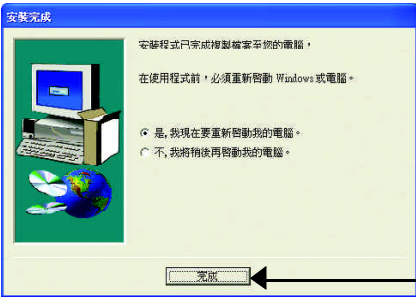 安裝完成
安裝程式已完成複製檔案至您的電腦，
在使用程式前，必須重新啓動 Windows 或電腦。
是, 我現在要重新啓動我的電腦。
不, 我將稍後再啓動我的電腦。
完成